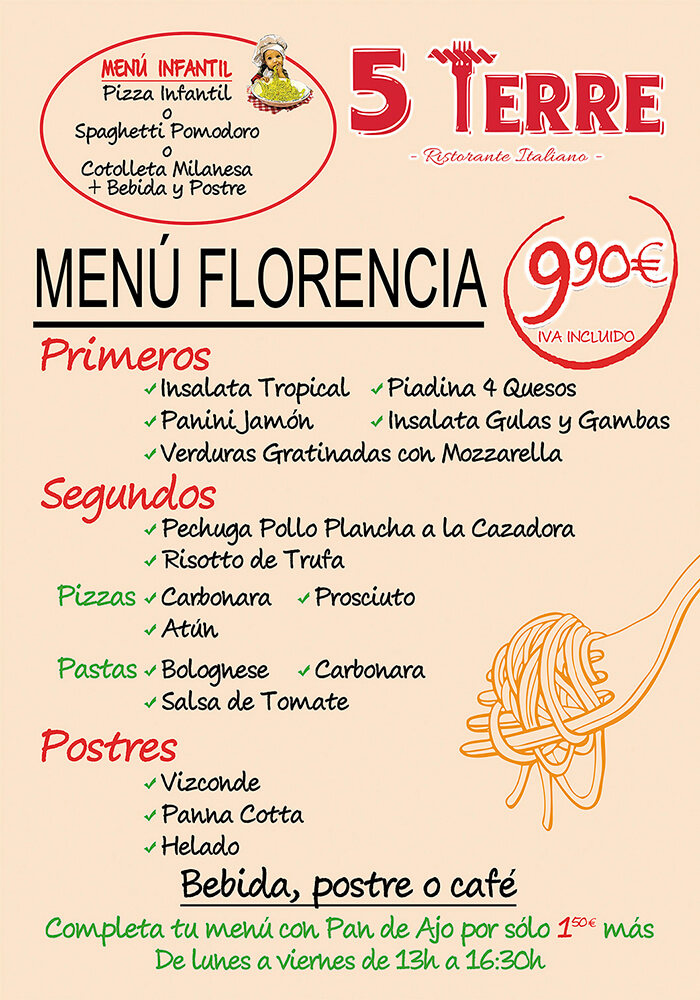 MENÚ INFANTIL
Pizza Infantil
o
Spaghetti Pomodoro
o
Cotolleta Milanesa
+ Bebida y Postre
5 TERRE
- Ristorante Italiano -
MENÚ FLORENCIA
9,90€
IVA INCLUIDO
Primeros
Insalata Tropical Piadina 4 Quesos
Panini Jamón Insalata Gulas y Gambas
Verduras Gratinadas con Mozzarella
Segundos
Pechuga Pollo Plancha a la Cazadora
Risotto de Trufa
Pizzas Carbonara Prosciuto
Atún
Pastas Bolognese Carbonara
Salsa de Tomate
Postres
Vizconde
Panna Cotta
Helado
Bebida, postre o café
Completa tu menú con Pan de Ajo por sólo 1,50€ más
De lunes a viernes de 13h a 16:30h